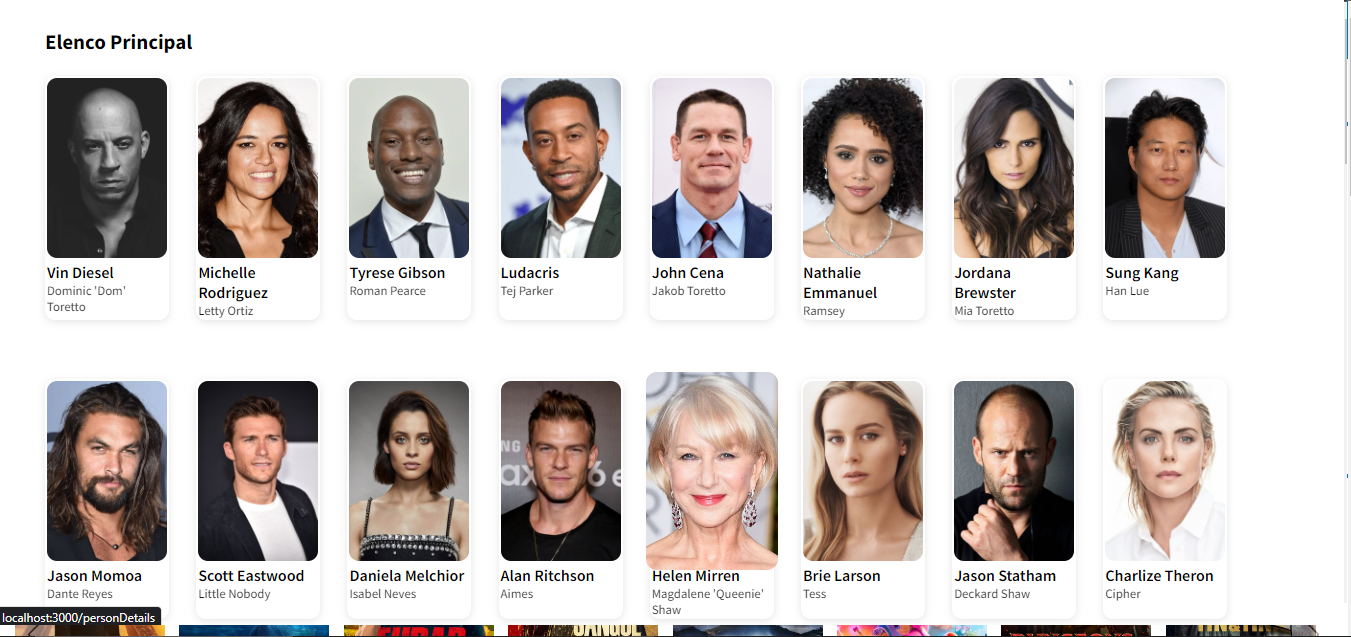 Elenco Principal
Vin Diesel
Dominic 'Dom'
Toretto
Michelle
Rodriguez
Letty Ortiz
Tyrese Gibson
Roman Pearce
Ludacris
Tej Parker
John Cena
Jakob Toretto
Nathalie
Emmanuel
Ramsey
Jordana
Brewster
Mia Toretto
Sung Kang
Han Lue
Jason Momoa
Dante Reyes
Scott Eastwood
Little Nobody
Daniela Melchior
Isabel Neves
Alan Ritchson
Aimes
Helen Mirren
Magdalene 'Queenie'
Shaw
Brie Larson
Tess
Jason Statham
Deckard Shaw
Charlize Theron
Cipher
localhost:3000/personDetails